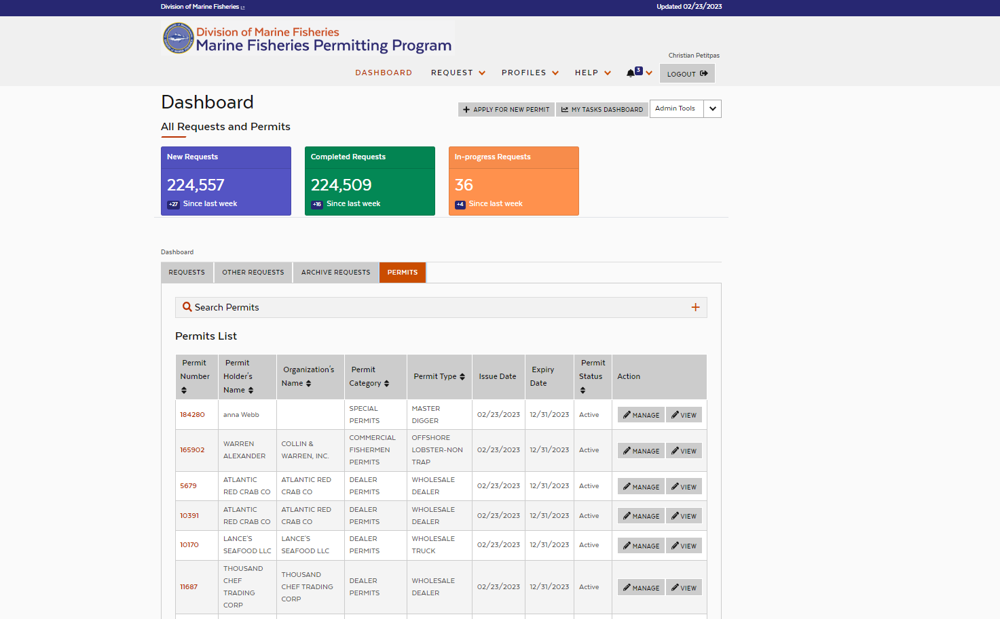 Division of Marine Fisheries
Updated 02/23/2023
Division of Marine Fisheries
Marine Fisheries Permitting Program
Christian Petitpas
DASHBOARD REQUEST PROFILES HELP 3 LOGOUT
Dashboard
APPLY FOR NEW PERMIT MY TASKS DASHBOARD Admin Tools
All Requests and Permits
New Requests Completed Requests In-progress Requests
224,557 224,509 36
+27 Since last week +16 Since last week +4 Since last week
Dashboard
REQUESTS OTHER REQUESTS ARCHIVE REQUESTS PERMITS
Search Permits +
Permits List
Permit Number
Permit Holder's Name
Organization's Name
Permit Category
Permit Type
Issue Date
Expiry Date
Permit Status
Action
184280
anna Webb
SPECIAL PERMITS
MASTER DIGGER
02/23/2023
12/31/2023
Active
MANAGE VIEW
165902
WARREN ALEXANDER
COLLIN & WARREN, INC.
COMMERCIAL FISHERMEN PERMITS
OFFSHORE LOBSTER-NON TRAP
02/23/2023
12/31/2023
Active
MANAGE VIEW
5679
ATLANTIC RED CRAB CO
ATLANTIC RED CRAB CO
DEALER PERMITS
WHOLESALE DEALER
02/23/2023
12/31/2023
Active
MANAGE VIEW
10391
ATLANTIC RED CRAB CO
ATLANTIC RED CRAB CO
DEALER PERMITS
WHOLESALE DEALER
02/23/2023
12/31/2023
Active
MANAGE VIEW
10170
LANCE'S SEAFOOD LLC
LANCE'S SEAFOOD LLC
DEALER PERMITS
WHOLESALE TRUCK
02/23/2023
12/31/2023
Active
MANAGE VIEW
11687
THOUSAND CHEF TRADING CORP
THOUSAND CHEF TRADING CORP
DEALER PERMITS
WHOLESALE DEALER
02/23/2023
12/31/2023
Active
MANAGE VIEW